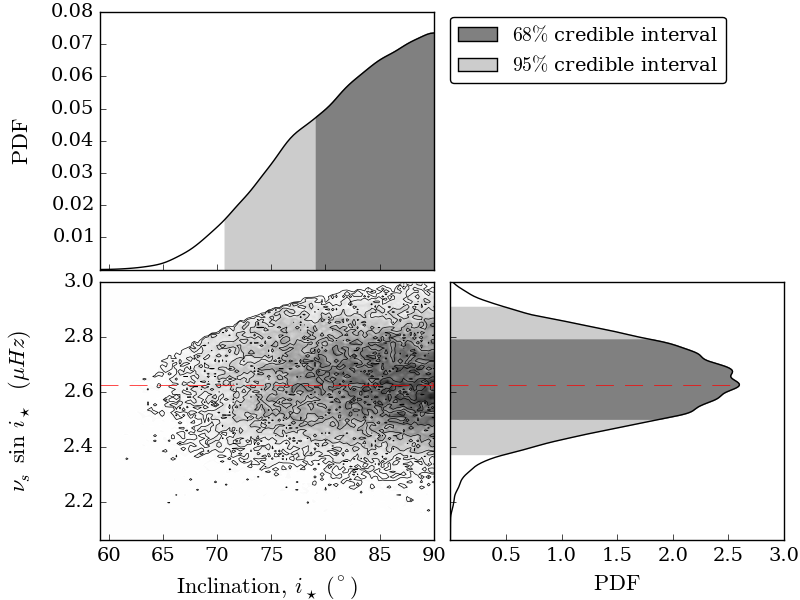 0.08
0.07
0.06
0.05
0.04
0.03
0.02
0.01
PDF
68% credible interval
95% credible interval
3.0
2.8
2.6
2.4
2.2
ν_s sin i⋆ (μHz)
60 65 70 75 80 85 90
Inclination, i⋆ (°)
0.5 1.0 1.5 2.0 2.5 3.0
PDF